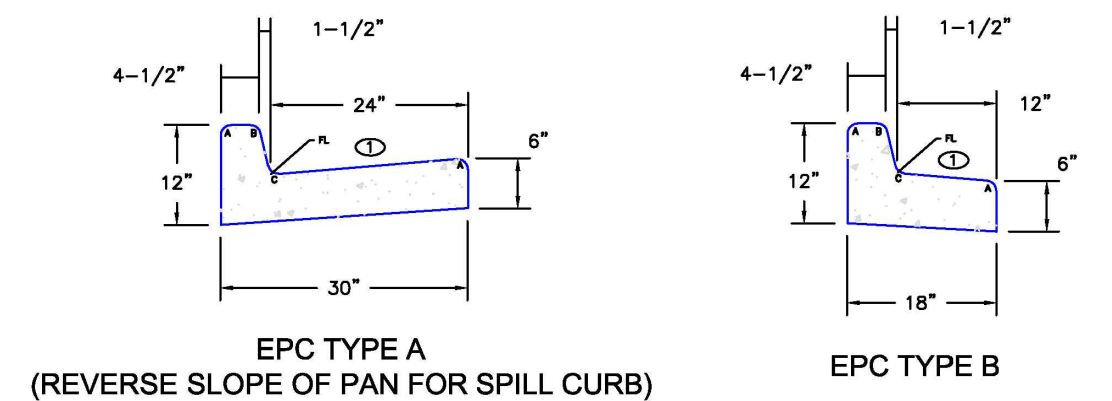 1-1/2"
4-1/2"
24"
A B
FL
1
6"
C
A
12"
30"
EPC TYPE A
(REVERSE SLOPE OF PAN FOR SPILL CURB)
1-1/2"
4-1/2"
12"
A B
FL
1
6"
C
A
12"
18"
EPC TYPE B